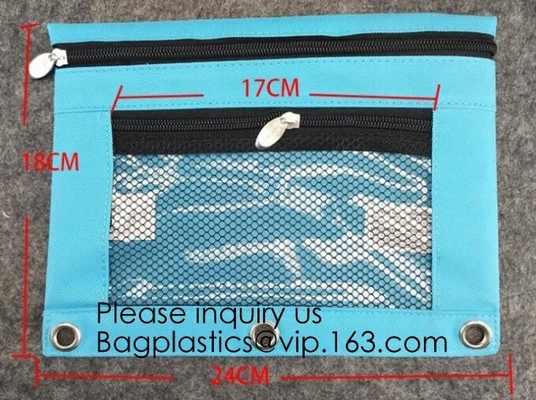 17CM
18CM
Please inquiry us
Bagplastics@vip.163.com
24CM